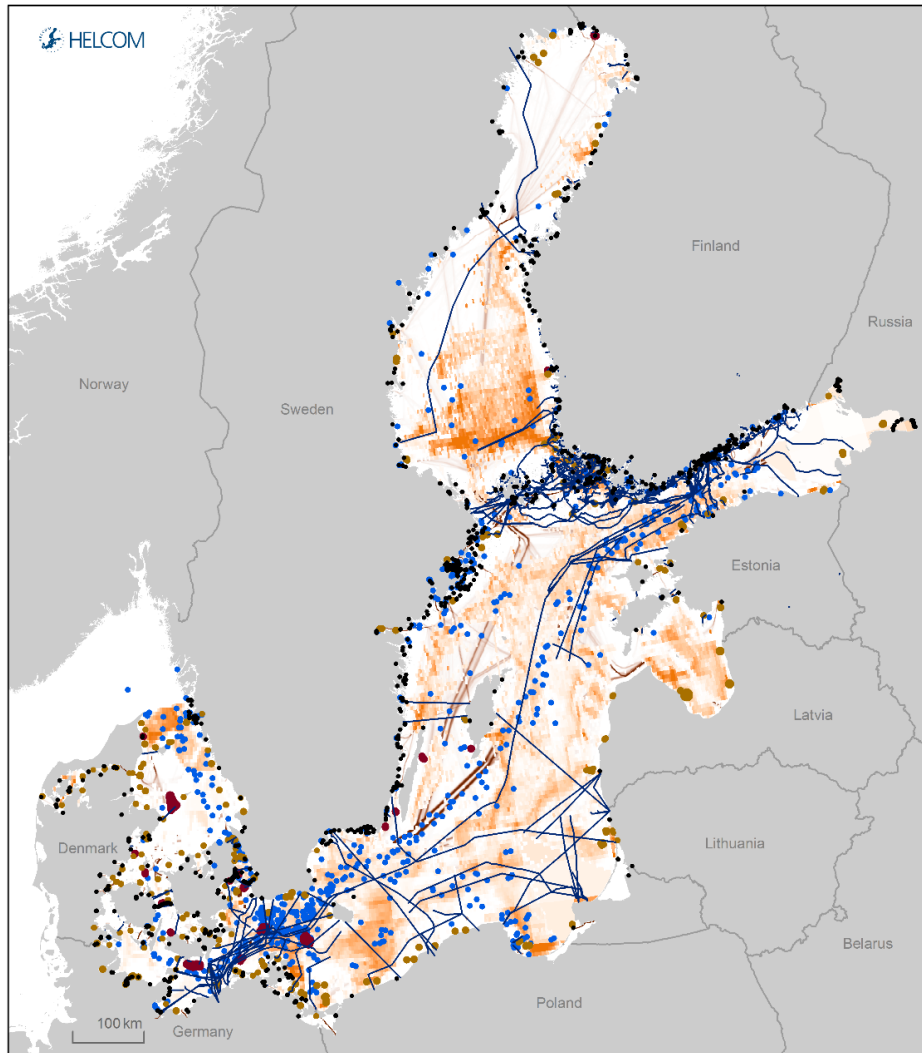 HELCOM
Finland
Russia
Norway
Sweden
Estonia
Latvia
Denmark
Lithuania
Belarus
Poland
100 km
Germany